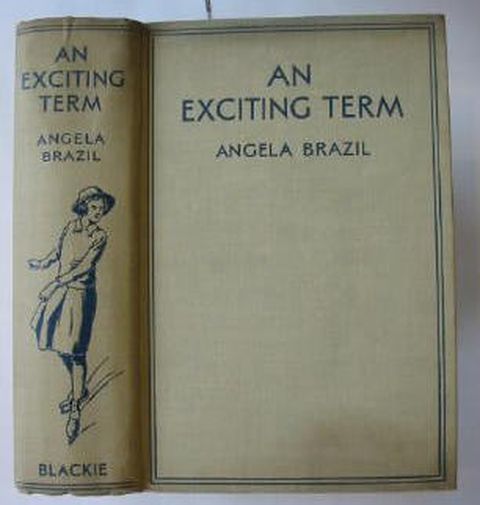 AN
EXCITING
TERM
ANGELA
BRAZIL
BLACKIE
AN
EXCITING TERM
ANGELA BRAZIL